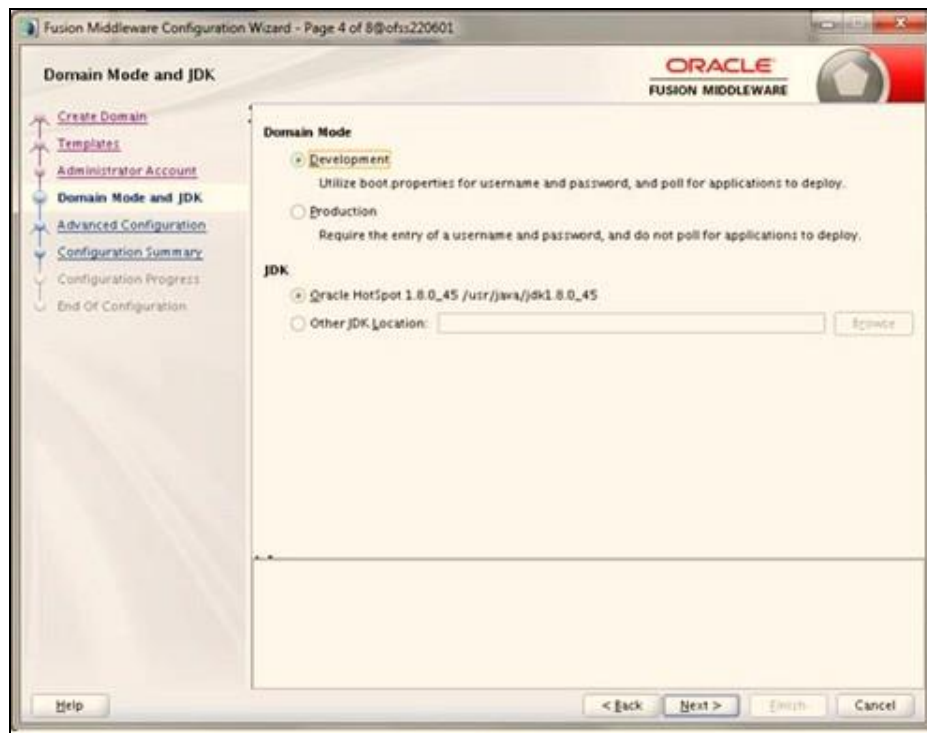 Fusion Middleware Configuration Wizard - Page 4 of 8@ofss220601
Domain Mode and JDK
ORACLE
FUSION MIDDLEWARE
Create Domain
Templates
Administrator Account
Domain Mode and JDK
Advanced Configuration
Configuration Summary
Configuration Progress
End Of Configuration
Domain Mode
Development
Utilize boot.properties for username and password, and poll for applications to deploy.
Production
Require the entry of a username and password, and do not poll for applications to deploy.
JDK
Oracle HotSpot 1.8.0_45 /usr/java/jdk1.8.0_45
Other JDK Location:
Browse
Help
< Back
Next >
Finish
Cancel